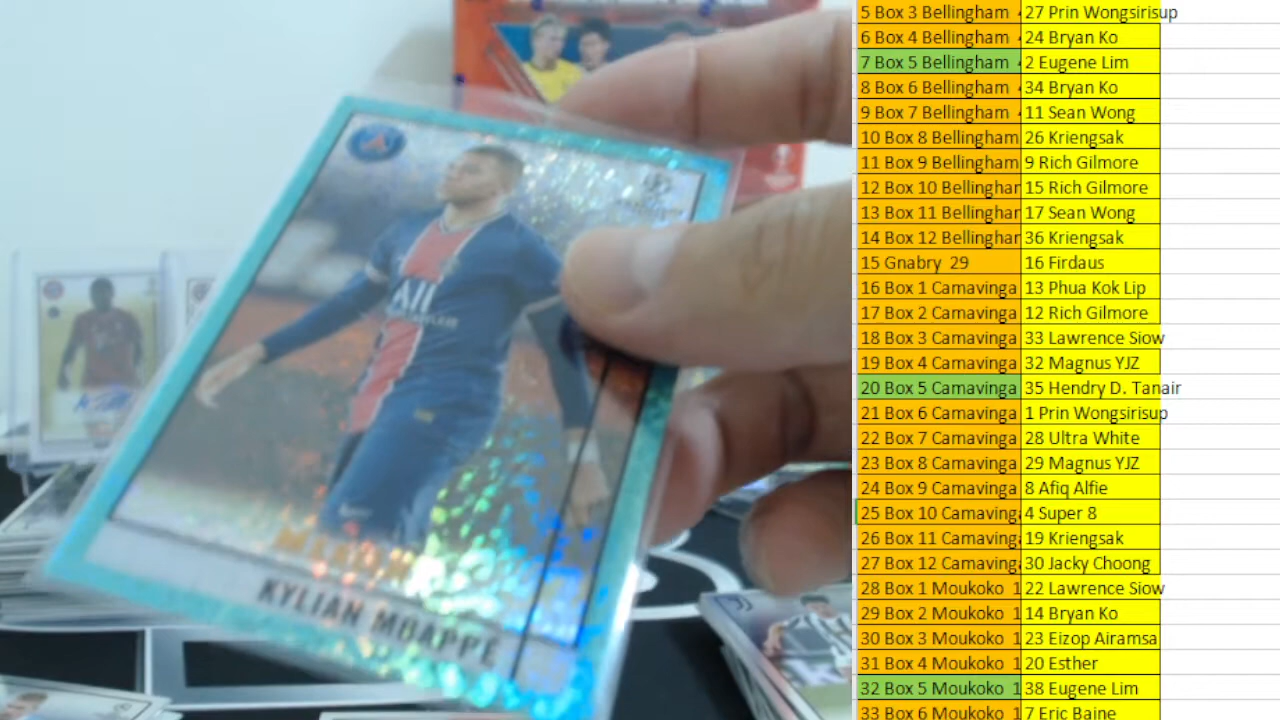 KYLIAN MBAPPÉ
5 Box 3 Bellingham 27 Prin Wongsirisup
6 Box 4 Bellingham 24 Bryan Ko
7 Box 5 Bellingham 2 Eugene Lim
8 Box 6 Bellingham 34 Bryan Ko
9 Box 7 Bellingham 11 Sean Wong
10 Box 8 Bellingham 26 Kriengsak
11 Box 9 Bellingham 9 Rich Gilmore
12 Box 10 Bellinghar 15 Rich Gilmore
13 Box 11 Bellinghar 17 Sean Wong
14 Box 12 Bellinghar 36 Kriengsak
15 Gnabry 29 16 Firdaus
16 Box 1 Camavinga 13 Phua Kok Lip
17 Box 2 Camavinga 12 Rich Gilmore
18 Box 3 Camavinga 33 Lawrence Siow
19 Box 4 Camavinga 32 Magnus YJZ
20 Box 5 Camavinga 35 Hendry D. Tanair
21 Box 6 Camavinga 1 Prin Wongsirisup
22 Box 7 Camavinga 28 Ultra White
23 Box 8 Camavinga 29 Magnus YJZ
24 Box 9 Camavinga 8 Afiq Alfie
25 Box 10 Camaving 4 Super 8
26 Box 11 Camaving 19 Kriengsak
27 Box 12 Camaving 30 Jacky Choong
28 Box 1 Moukoko 1 22 Lawrence Siow
29 Box 2 Moukoko 1 14 Bryan Ko
30 Box 3 Moukoko 1 23 Eizop Airamsa
31 Box 4 Moukoko 1 20 Esther
32 Box 5 Moukoko 1 38 Eugene Lim
33 Box 6 Moukoko 1 7 Eric Baine